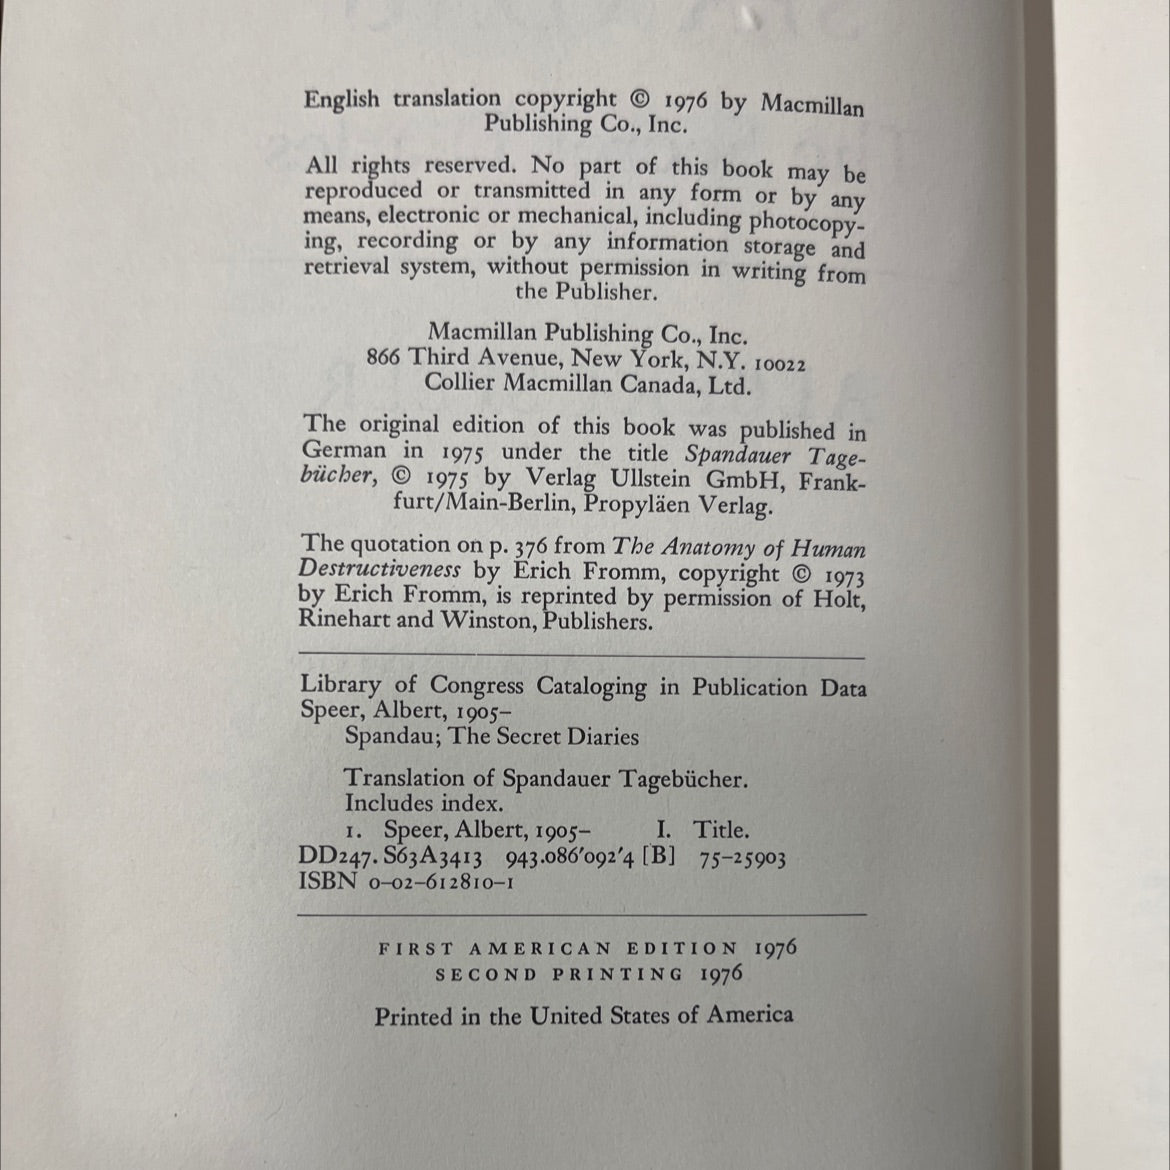 English translation copyright © 1976 by Macmillan
Publishing Co., Inc.
All rights reserved. No part of this book may be
reproduced or transmitted in any form or by any
means, electronic or mechanical, including photocopy-
ing, recording or by any information storage and
retrieval system, without permission in writing from
the Publisher.
Macmillan Publishing Co., Inc.
866 Third Avenue, New York, N.Y. 10022
Collier Macmillan Canada, Ltd.
The original edition of this book was published in
German in 1975 under the title Spandauer Tage-
bücher, © 1975 by Verlag Ullstein GmbH, Frank-
furt/Main-Berlin, Propyläen Verlag.
The quotation on p. 376 from The Anatomy of Human
Destructiveness by Erich Fromm, copyright © 1973
by Erich Fromm, is reprinted by permission of Holt,
Rinehart and Winston, Publishers.
Library of Congress Cataloging in Publication Data
Speer, Albert, 1905–
Spandau; The Secret Diaries
Translation of Spandauer Tagebücher.
Includes index.
1. Speer, Albert, 1905– I. Title.
DD247.S63A3413 943.086′092′4 [B] 75–25903
ISBN 0–02–612810–1
FIRST AMERICAN EDITION 1976
SECOND PRINTING 1976
Printed in the United States of America